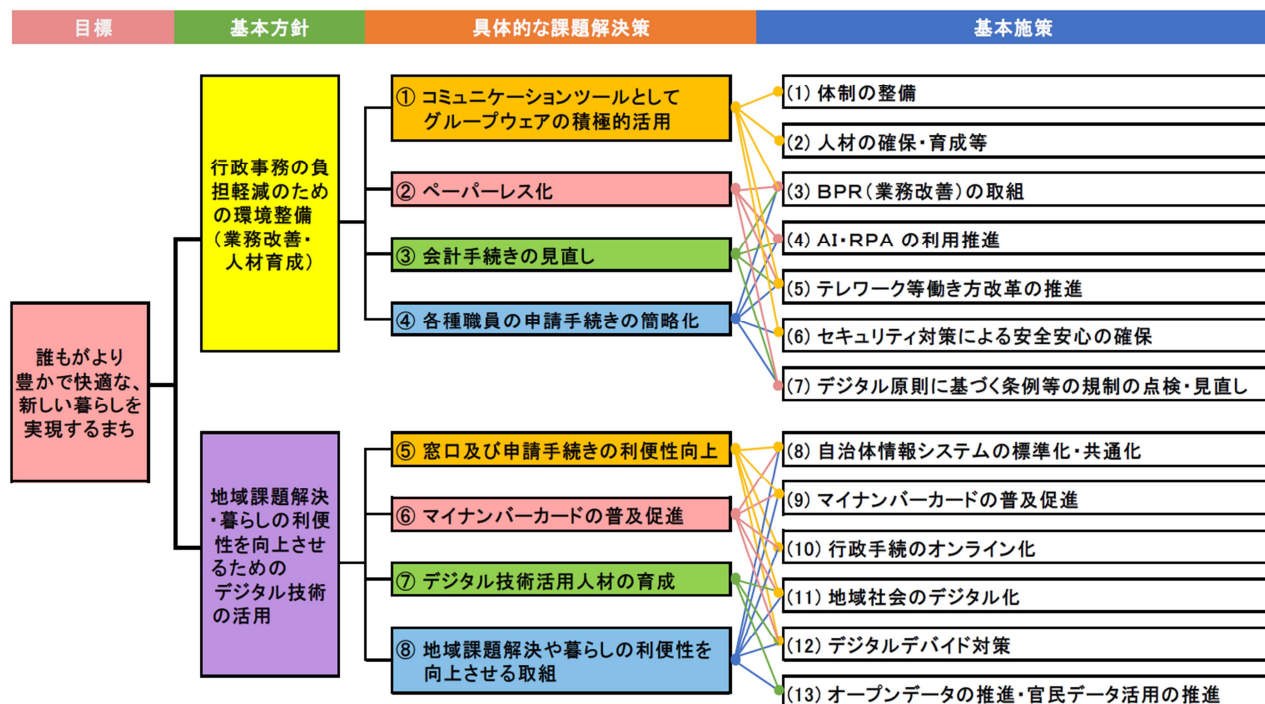 目標
基本方針
具体的な課題解決策
基本施策
誰もがより
豊かで快適な、
新しい暮らしを
実現するまち
行政事務の負
担軽減のため
の環境整備
（業務改善・
人材育成）
① コミュニケーションツールとして
グループウェアの積極的活用
② ペーパーレス化
③ 会計手続きの見直し
④ 各種職員の申請手続きの簡略化
(1) 体制の整備
(2) 人材の確保・育成等
(3) BPR（業務改善）の取組
(4) AI・RPA の利用推進
(5) テレワーク等働き方改革の推進
(6) セキュリティ対策による安全安心の確保
(7) デジタル原則に基づく条例等の規制の点検・見直し
地域課題解決
・暮らしの利便
性を向上させ
るための
デジタル技術
の活用
⑤ 窓口及び申請手続きの利便性向上
⑥ マイナンバーカードの普及促進
⑦ デジタル技術活用人材の育成
⑧ 地域課題解決や暮らしの利便性を
向上させる取組
(8) 自治体情報システムの標準化・共通化
(9) マイナンバーカードの普及促進
(10) 行政手続のオンライン化
(11) 地域社会のデジタル化
(12) デジタルデバイド対策
(13) オープンデータの推進・官民データ活用の推進